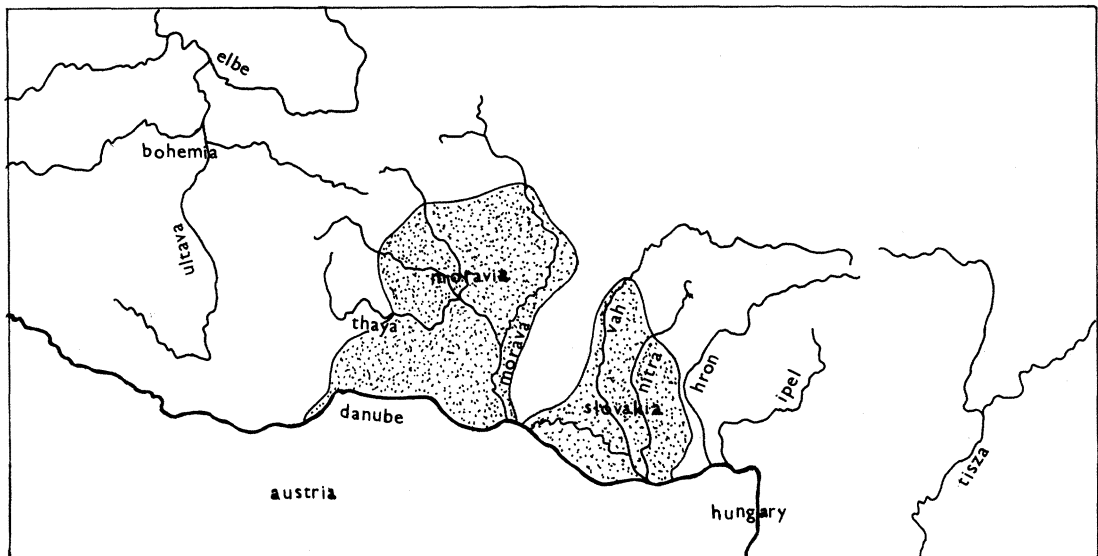 elbe
bohemia
ultava
moravia
thaya
morava
vah
nitra
hron
ipel
slovakia
danube
tisza
austria
hungary